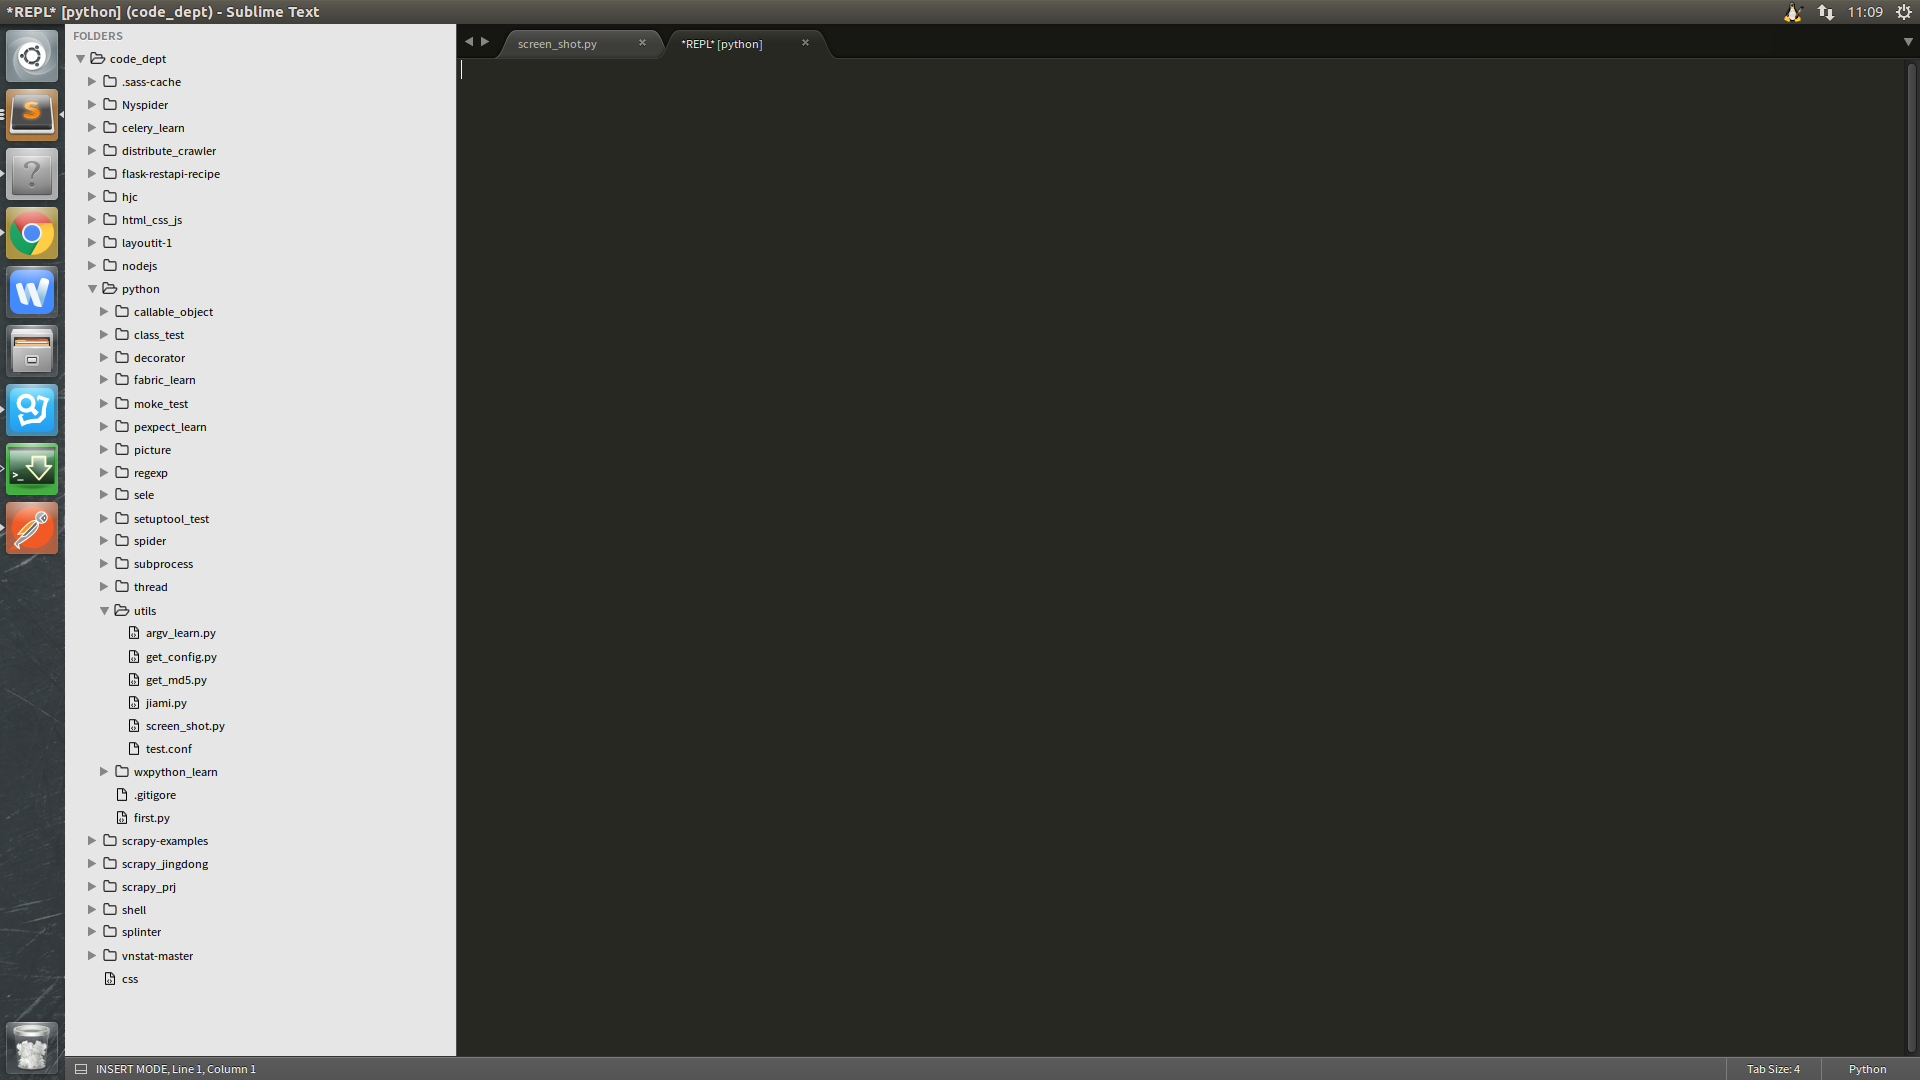 *REPL* [python] (code_dept) - Sublime Text
11:09
FOLDERS
code_dept
.sass-cache
Nyspider
celery_learn
distribute_crawler
flask-restapi-recipe
hjc
html_css_js
layoutit-1
nodejs
python
callable_object
class_test
decorator
fabric_learn
moke_test
pexpect_learn
picture
regexp
sele
setuptool_test
spider
subprocess
thread
utils
argv_learn.py
get_config.py
get_md5.py
jiami.py
screen_shot.py
test.conf
wxpython_learn
.gitigore
first.py
scrapy-examples
scrapy_jingdong
scrapy_prj
shell
splinter
vnstat-master
css
screen_shot.py
*REPL* [python]
INSERT MODE, Line 1, Column 1
Tab Size: 4
Python